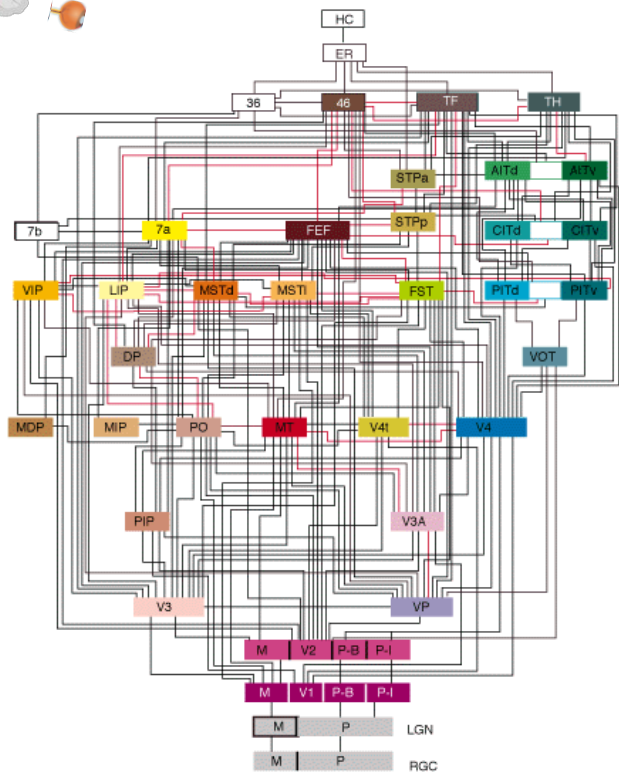 HC
ER
36 46 TF TH
STPa AITd AITv
7b 7a FEF STPp CITd CITv
VIP LIP MSTd MSTl FST PITd PITv
DP VOT
MDP MIP PO MT V4t V4
PIP V3A
V3 VP
M V2 P-B P-I
M V1 P-B P-I
M P LGN
M P RGC